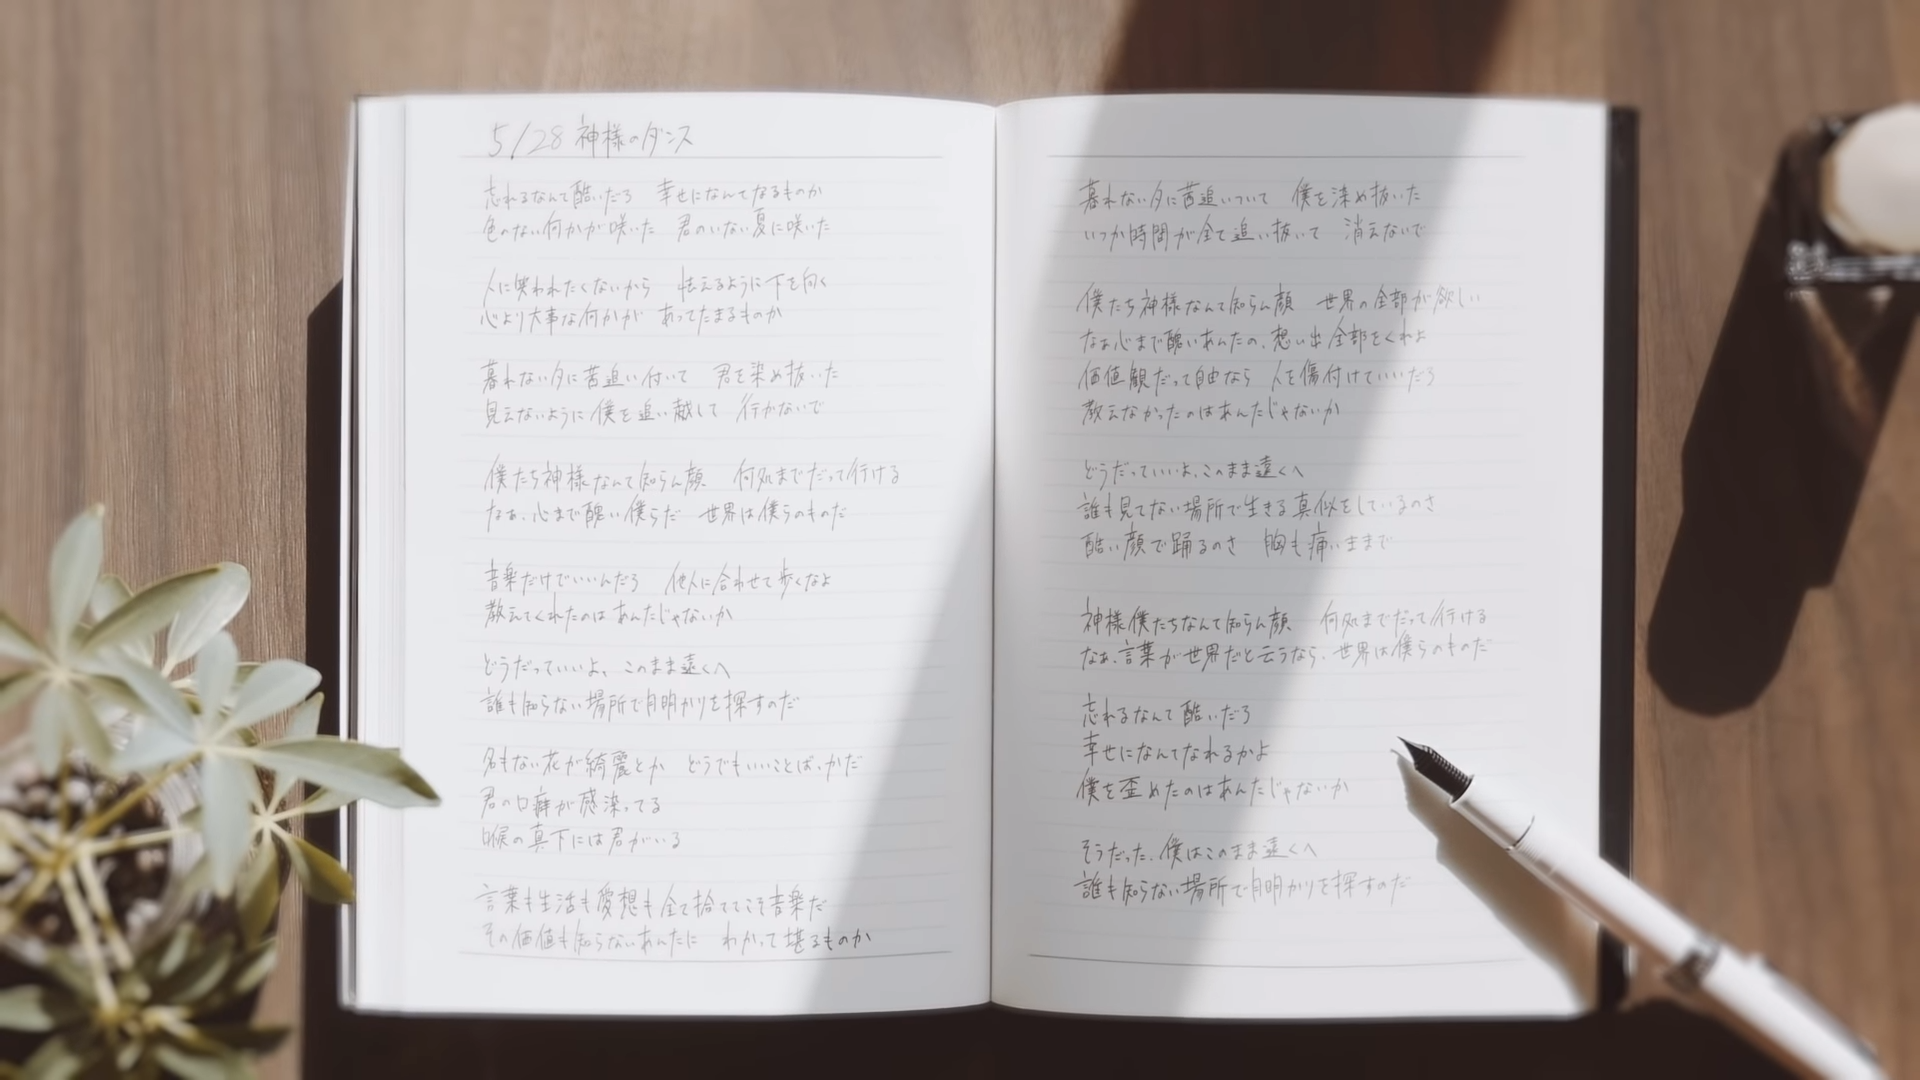 5/28 神様のダンス
忘れるなんて酷いだろ 幸せになんてなるものか
色のない何かが咲いた 君のいない夏に咲いた
人に笑われたくないから 怯えるように下を向く
心より大事な何かが あってたまるものか
暮れない夕に苦追い付いて 君を染め抜いた
見えないように僕を追い越して 行かないで
僕たち神様なんて知らん顔 何処までだって行ける
なぁ、心まで醜い僕らだ 世界は僕らのものだ
音楽だけでいいんだろ 他人に合わせて歩くなよ
教えてくれたのはあんたじゃないか
どうだっていいよ、このまま遠くへ
誰も知らない場所で月明かりを探すのだ
名もない花が綺麗とか どうでもいいことばっかだ
君の口癖が感染ってる
喉の真下には君がいる
言葉も生活も愛想も全て捨ててこそ音楽だ
その価値も知らないあんたに わかって堪るものか
暮れない夕に苦追いついて 僕を染め抜いた
いつか時間が全て追い抜いて 消えないで
僕たち神様なんて知らん顔 世界の全部が欲しい
なぁ心まで醜いあんたの、想い出全部をくれよ
価値観だって自由なら 人を傷付けていいだろ
教えなかったのはあんたじゃないか
どうだっていいよ、このまま遠くへ
誰も見てない場所で生きる真似をしているのさ
酷い顔で踊るのさ 胸も痛いままで
神様僕たちなんて知らん顔 何処までだって行ける
なぁ、言葉が世界だと云うなら、世界は僕らのものだ
忘れるなんて酷いだろ
幸せになんてなれるかよ
僕を歪めたのはあんたじゃないか
そうだった、僕はこのまま遠くへ
誰も知らない場所で月明かりを探すのだ